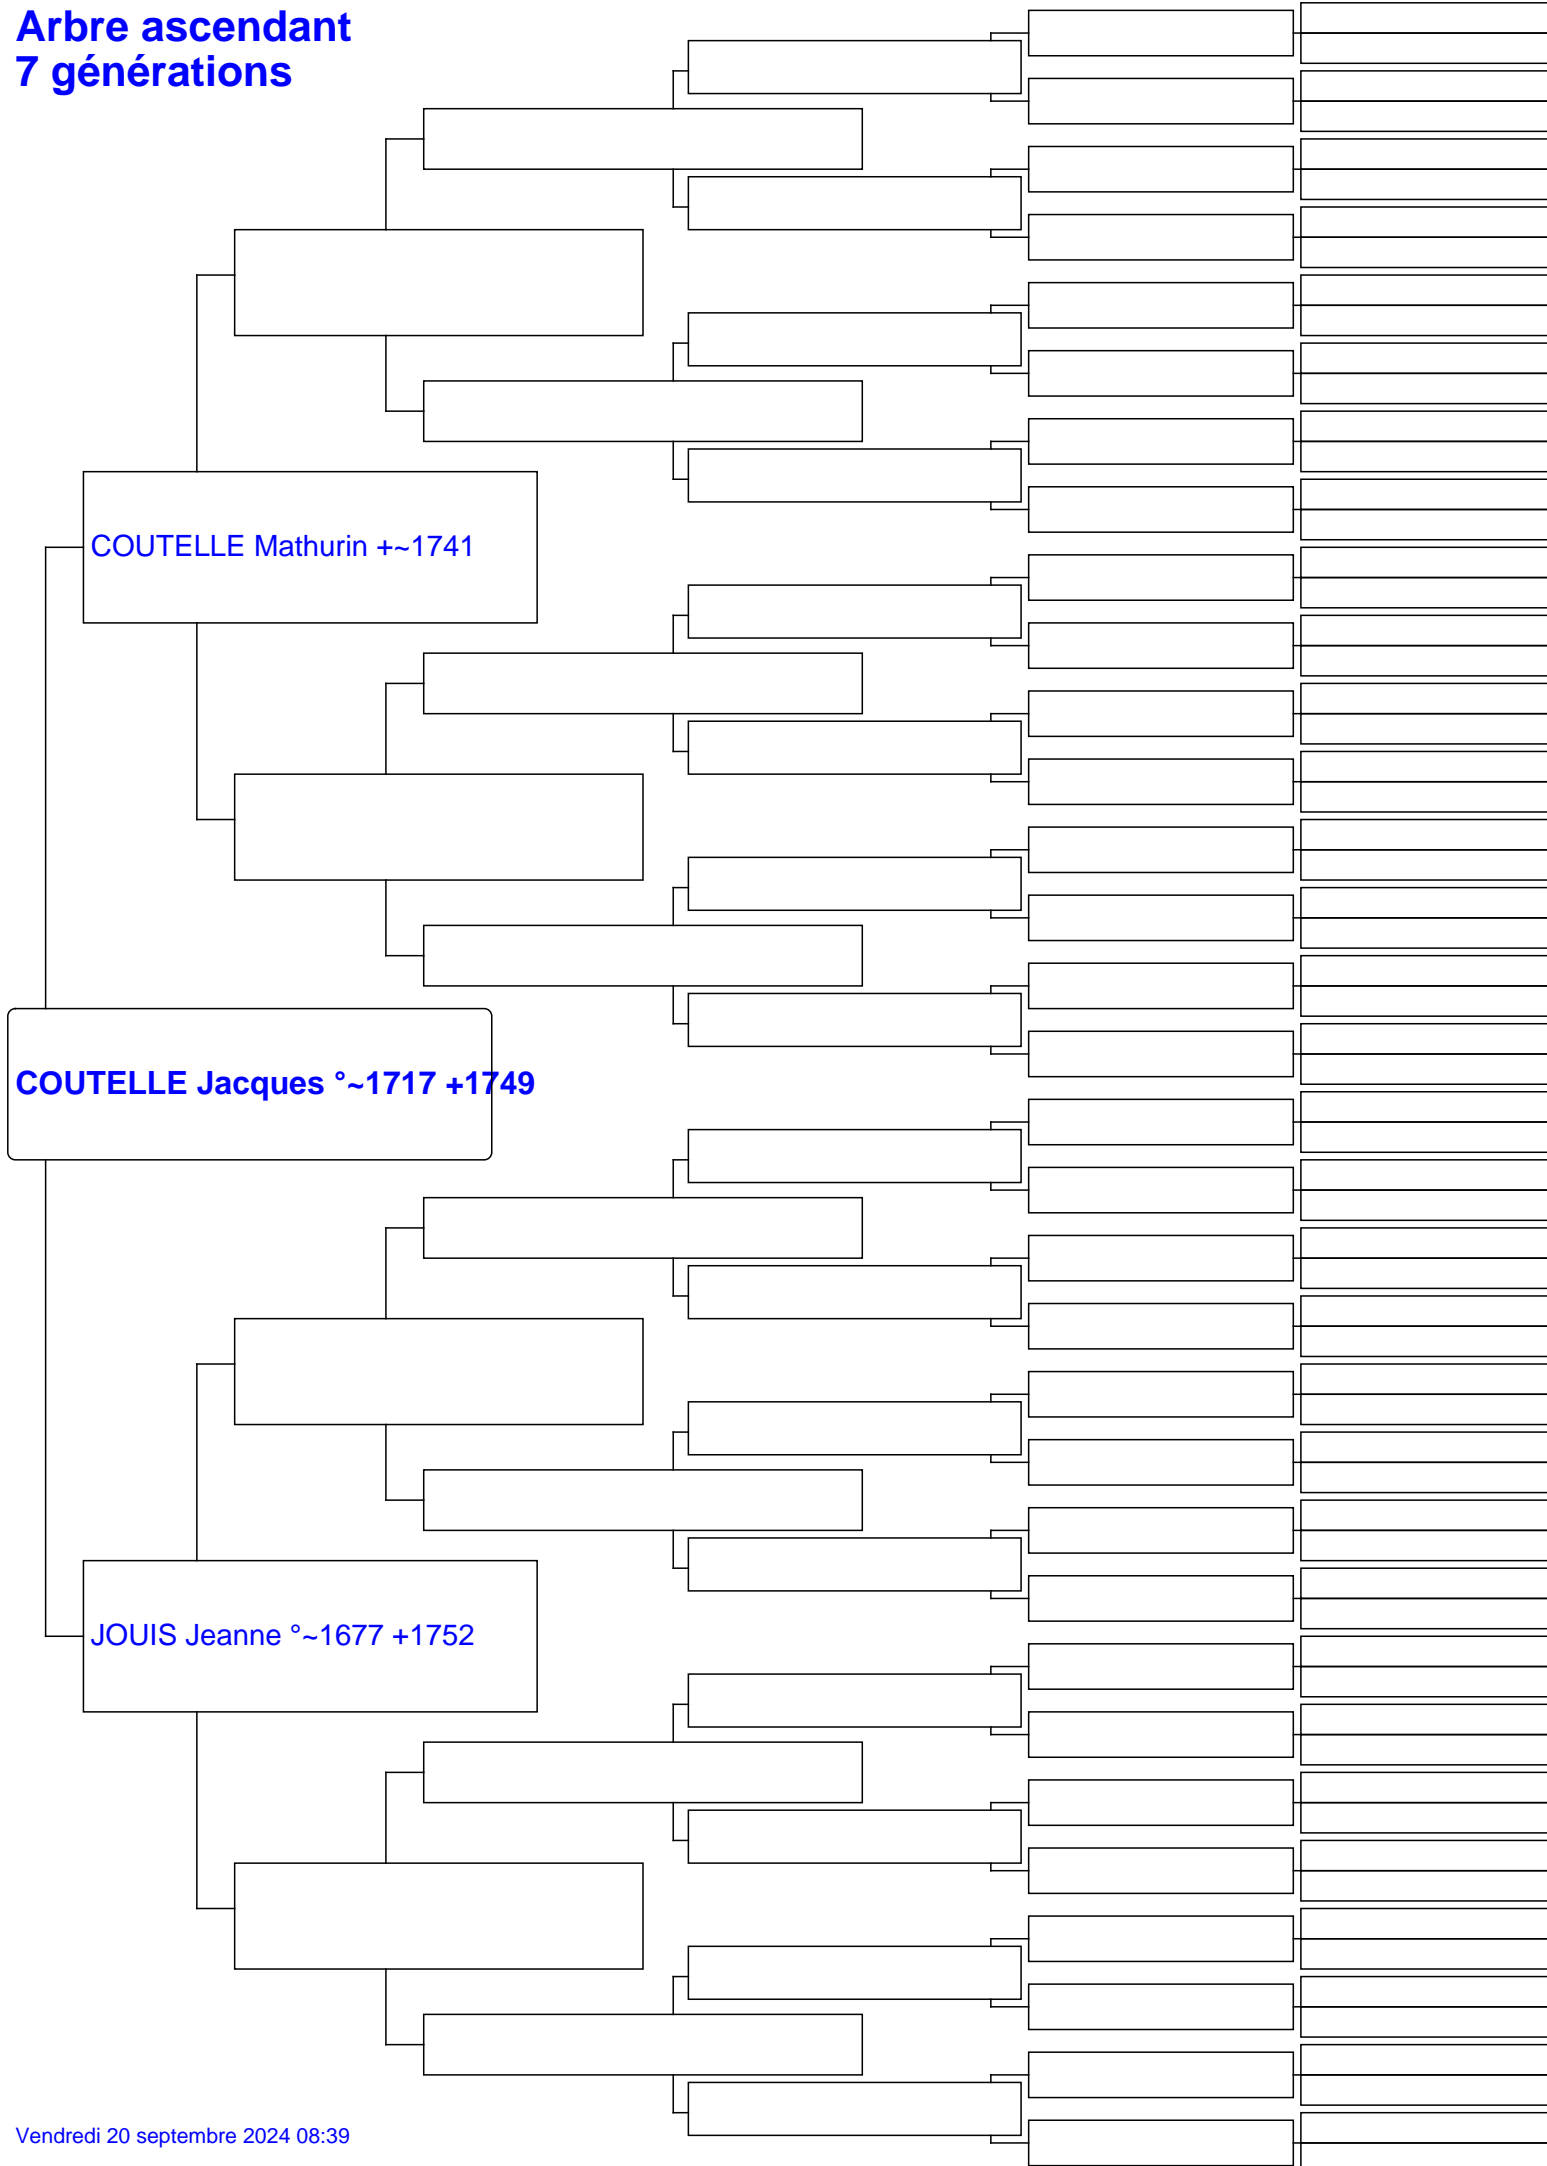 Arbre ascendant
7 générations
COUTELLE Mathurin +~1741
COUTELLE Jacques °~1717 +1749
JOUIS Jeanne °~1677 +1752
Vendredi 20 septembre 2024 08:39